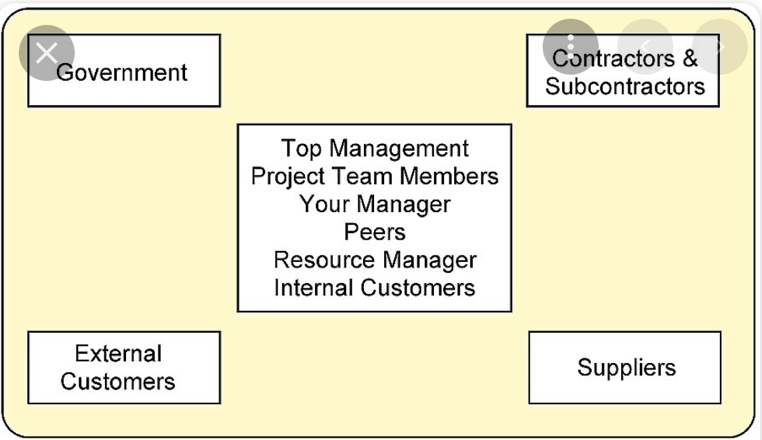 Government
Contractors &
Subcontractors
Top Management
Project Team Members
Your Manager
Peers
Resource Manager
Internal Customers
External
Customers
Suppliers